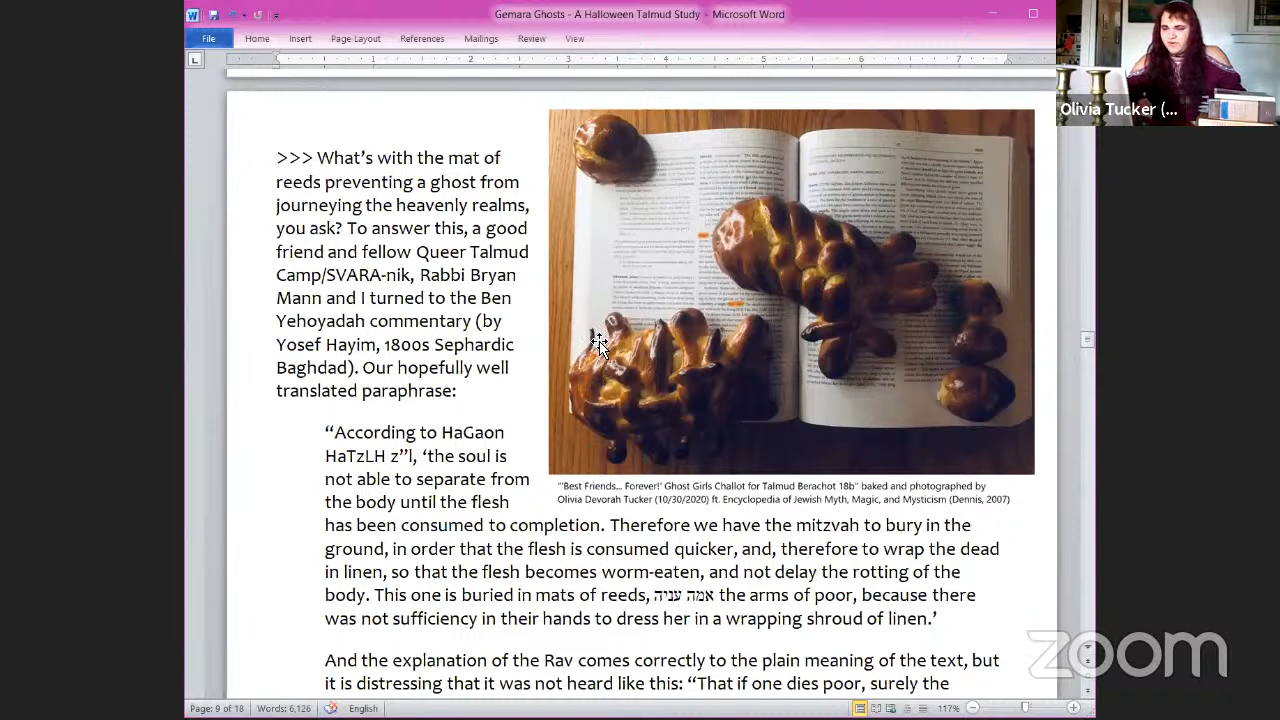 Gemara Ghosts - A Halloween Talmud Study - Microsoft Word
File Home Insert Page Layout References Mailings Review View
1 2 3 4 5 6 7
Olivia Tucker (...
>>> What's with the mat of
reeds preventing a ghost from
journeying the heavenly realms,
you ask? To answer this, a good
friend and fellow Queer Talmud
Camp/SVARA-nik, Rabbi Bryan
Mann and I turned to the Ben
Yehoyadah commentary (by
Yosef Hayim, 1800s Sephardic
Baghdad). Our hopefully well
translated paraphrase:
"'Best Friends... Forever!' Ghost Girls Challot for Talmud Berachot 18b" baked and photographed by
Olivia Devorah Tucker (10/30/2020) ft. Encyclopedia of Jewish Myth, Magic, and Mysticism (Dennis, 2007)
"According to HaGaon
HaTzLH z"l, 'the soul is
not able to separate from
the body until the flesh
has been consumed to completion. Therefore we have the mitzvah to bury in the
ground, in order that the flesh is consumed quicker, and, therefore to wrap the dead
in linen, so that the flesh becomes worm-eaten, and not delay the rotting of the
body. This one is buried in mats of reeds, אמה עניה the arms of poor, because there
was not sufficiency in their hands to dress her in a wrapping shroud of linen.'
And the explanation of the Rav comes correctly to the plain meaning of the text, but
it is distressing that it was not heard like this: "That if one dies poor, surely the
zoom
Page: 9 of 18 Words: 6,126 English 117%